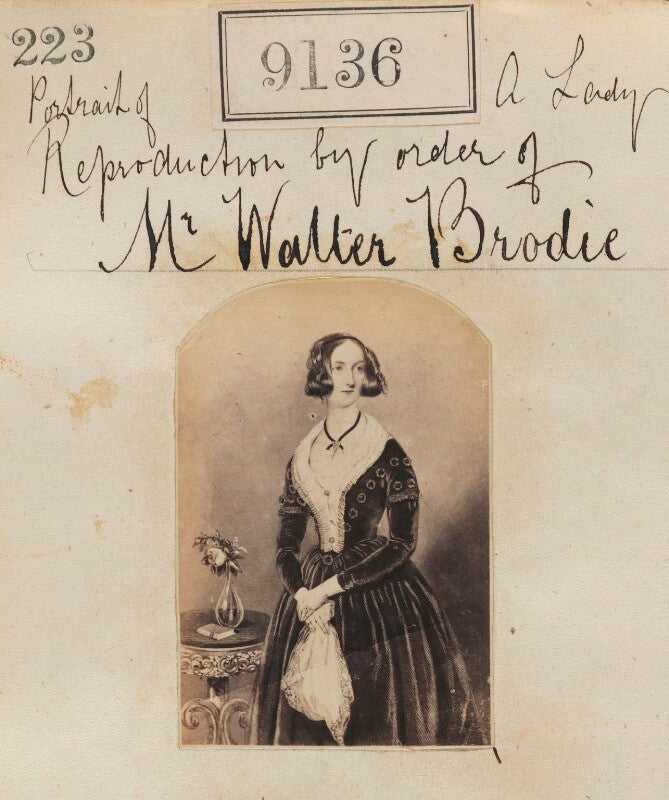 223
9136
Portrait of A Lady
Reproduction by order of
Mr Walter Brodie